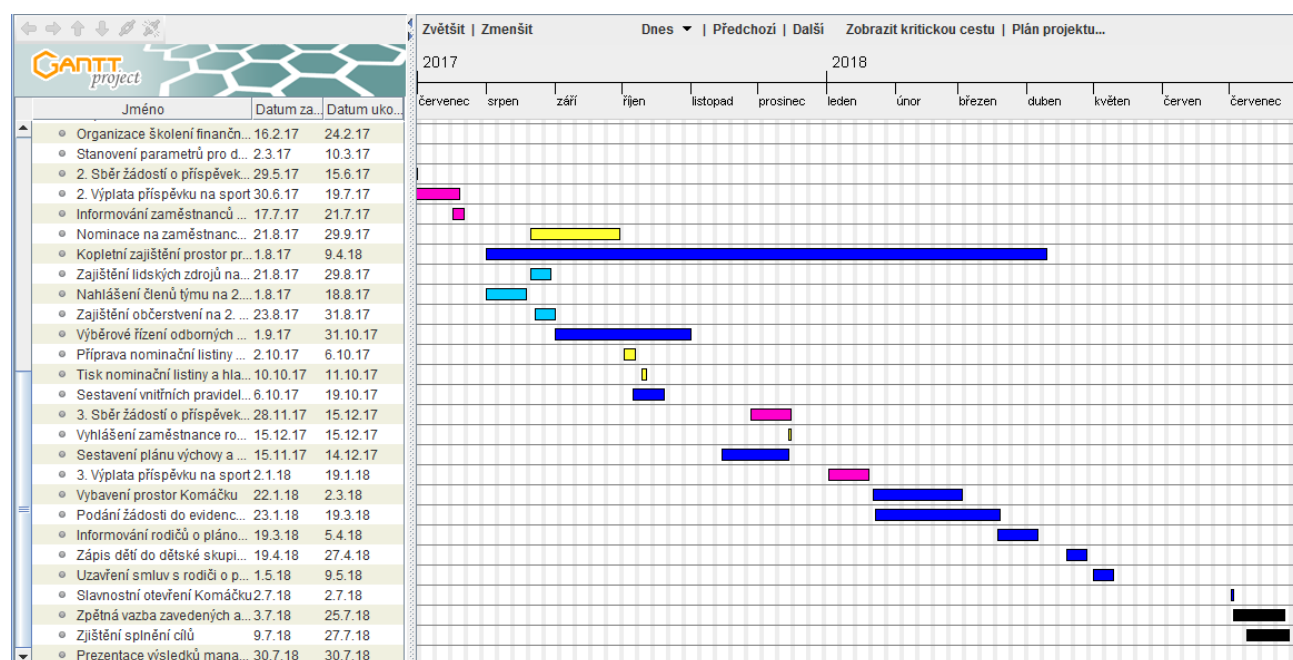 Zvětšit | Zmenšit Dnes | Předchozí | Další Zobrazit kritickou cestu | Plán projektu...
GANTT project
2017 2018
červenec srpen září říjen listopad prosinec leden únor březen duben květen červen červenec
Jméno Datum za... Datum uko...
Organizace školení finančn... 16.2.17 24.2.17
Stanovení parametrů pro d... 2.3.17 10.3.17
2. Sběr žádostí o příspěvek... 29.5.17 15.6.17
2. Výplata příspěvku na sport 30.6.17 19.7.17
Informování zaměstnanců ... 17.7.17 21.7.17
Nominace na zaměstnanc... 21.8.17 29.9.17
Kopletní zajištění prostor pr... 1.8.17 9.4.18
Zajištění lidských zdrojů na... 21.8.17 29.8.17
Nahlášení členů týmu na 2.... 1.8.17 18.8.17
Zajištění občerstvení na 2. ... 23.8.17 31.8.17
Výběrové řízení odborných ... 1.9.17 31.10.17
Příprava nominační listiny ... 2.10.17 6.10.17
Tisk nominační listiny a hla... 10.10.17 11.10.17
Sestavení vnitřních pravidel... 6.10.17 19.10.17
3. Sběr žádostí o příspěvek... 28.11.17 15.12.17
Vyhlášení zaměstnance ro... 15.12.17 15.12.17
Sestavení plánu výchovy a ... 15.11.17 14.12.17
3. Výplata příspěvku na sport 2.1.18 19.1.18
Vybavení prostor Komáčku 22.1.18 2.3.18
Podání žádosti do evidenc... 23.1.18 19.3.18
Informování rodičů o pláno... 19.3.18 5.4.18
Zápis dětí do dětské skupi... 19.4.18 27.4.18
Uzavření smluv s rodiči o p... 1.5.18 9.5.18
Slavnostní otevření Komáčku 2.7.18 2.7.18
Zpětná vazba zavedených a... 3.7.18 25.7.18
Zjištění splnění cílů 9.7.18 27.7.18
Prezentace výsledků mana... 30.7.18 30.7.18